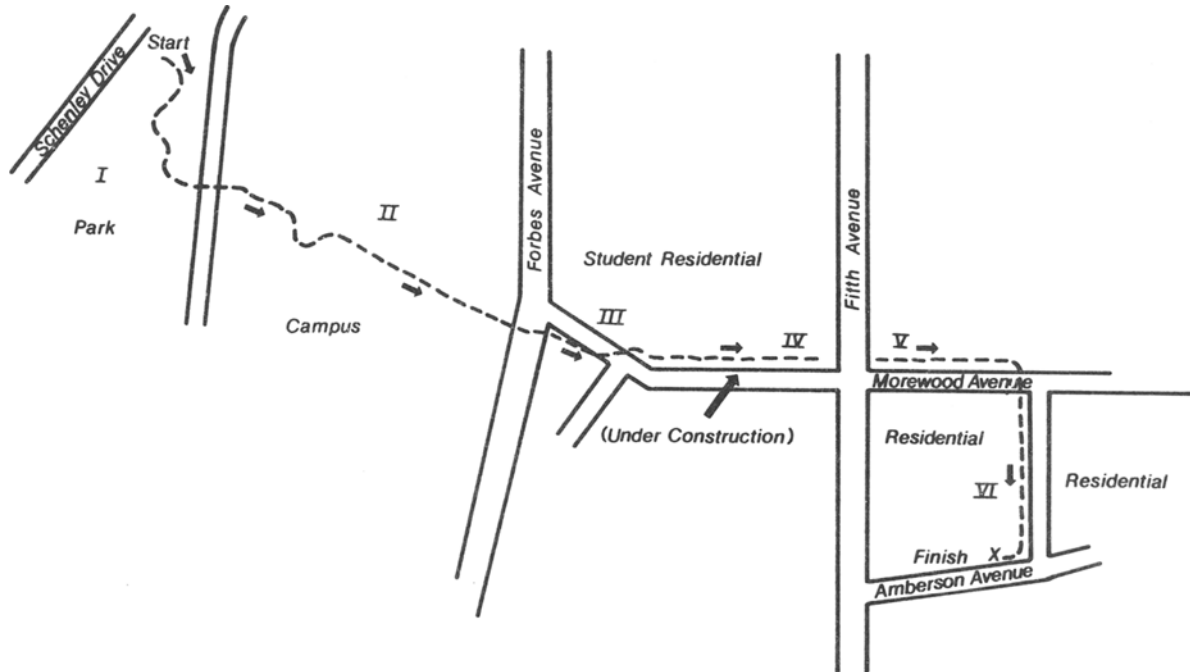 Start
Schenley Drive
I
Park
II
Campus
Forbes Avenue
Student Residential
III
Fifth Avenue
IV
V
Morewood Avenue
(Under Construction)
Residential
VI
Residential
Finish X
Amberson Avenue